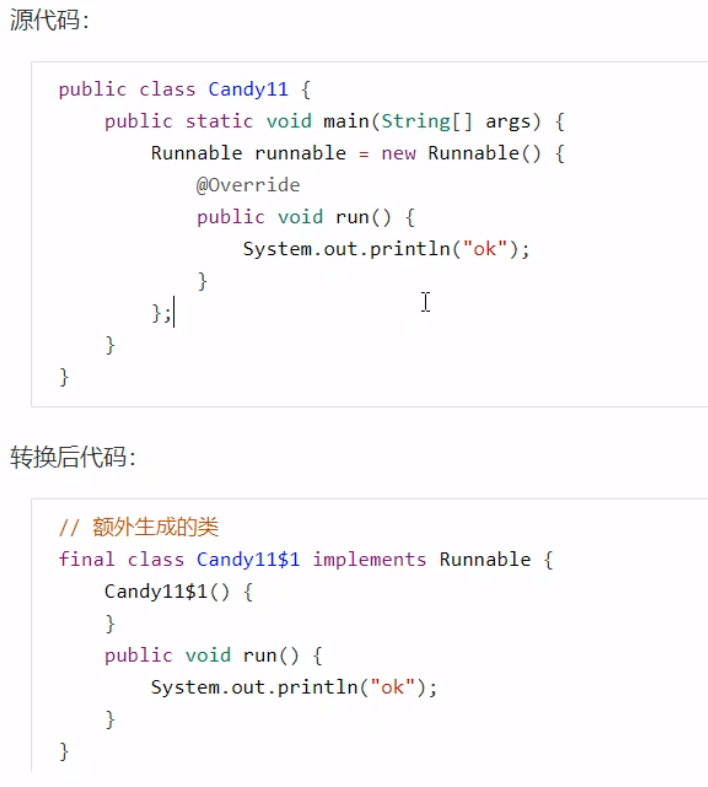 源代码：
public class Candy11 {
    public static void main(String[] args) {
        Runnable runnable = new Runnable() {
            @Override
            public void run() {
                System.out.println("ok");
            }
        };
    }
}
转换后代码：
// 额外生成的类
final class Candy11$1 implements Runnable {
    Candy11$1() {
    }
    public void run() {
        System.out.println("ok");
    }
}